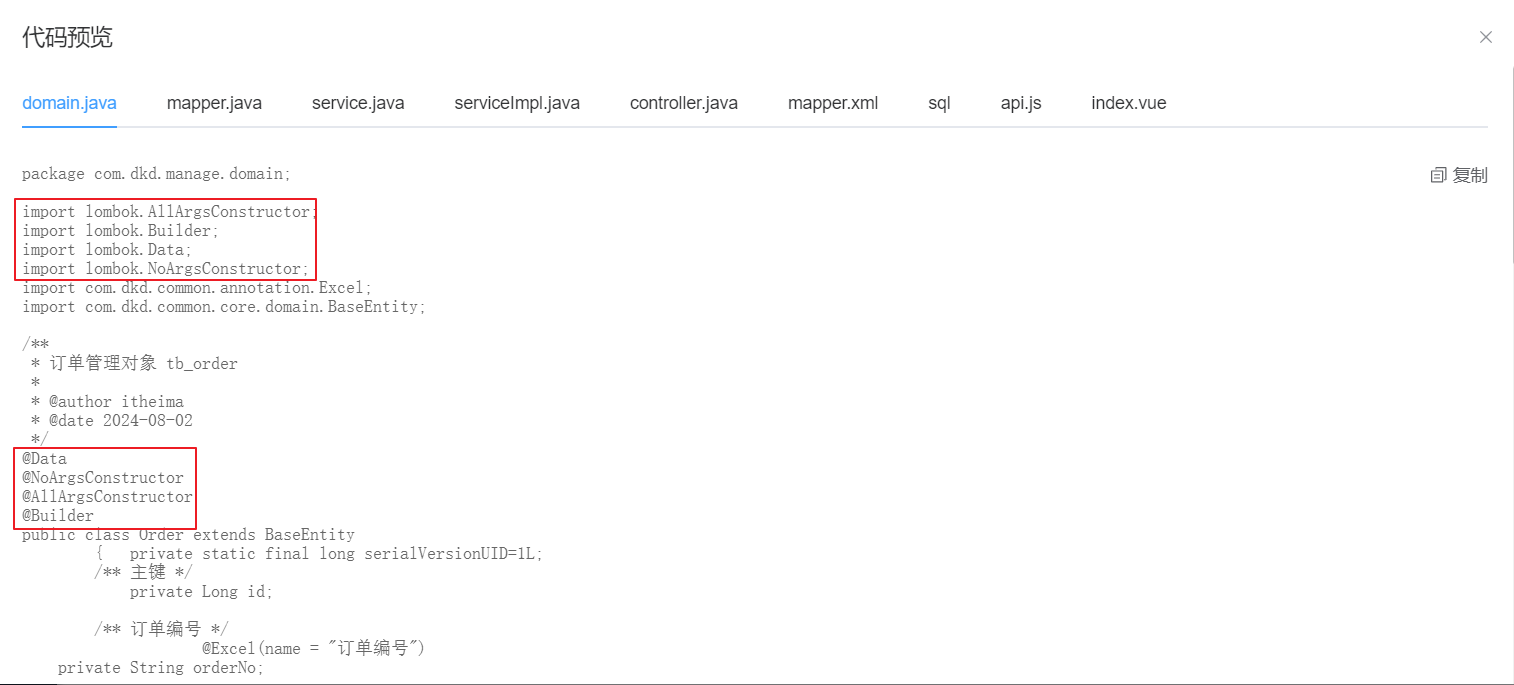 代码预览
domain.java mapper.java service.java serviceImpl.java controller.java mapper.xml sql api.js index.vue
package com.dkd.manage.domain;
复制
import lombok.AllArgsConstructor;
import lombok.Builder;
import lombok.Data;
import lombok.NoArgsConstructor;
import com.dkd.common.annotation.Excel;
import com.dkd.common.core.domain.BaseEntity;
/**
* 订单管理对象 tb_order
*
* @author itheima
* @date 2024-08-02
*/
@Data
@NoArgsConstructor
@AllArgsConstructor
@Builder
public class Order extends BaseEntity
{ private static final long serialVersionUID=1L;
/** 主键 */
private Long id;
/** 订单编号 */
@Excel(name = "订单编号")
private String orderNo;